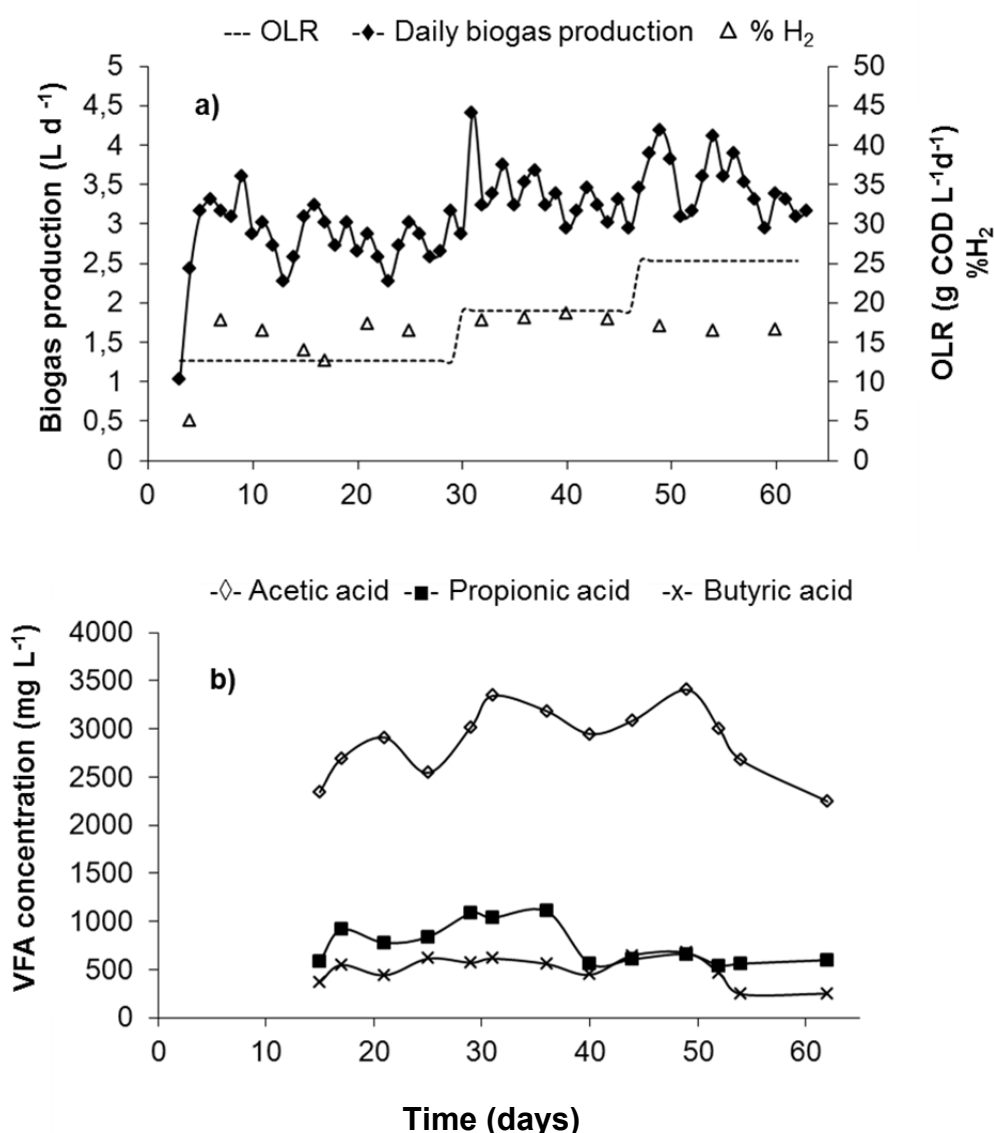 ---- OLR -◆- Daily biogas production △ % H₂
a)
Biogas production (L d ⁻¹)
5
4,5
4
3,5
3
2,5
2
1,5
1
0,5
0
50
45
40
35
30
25
20
15
10
5
0
OLR (g COD L⁻¹d⁻¹)
%H₂
0 10 20 30 40 50 60
-◇- Acetic acid -■- Propionic acid -x- Butyric acid
b)
VFA concentration (mg L⁻¹)
4000
3500
3000
2500
2000
1500
1000
500
0
0 10 20 30 40 50 60
Time (days)